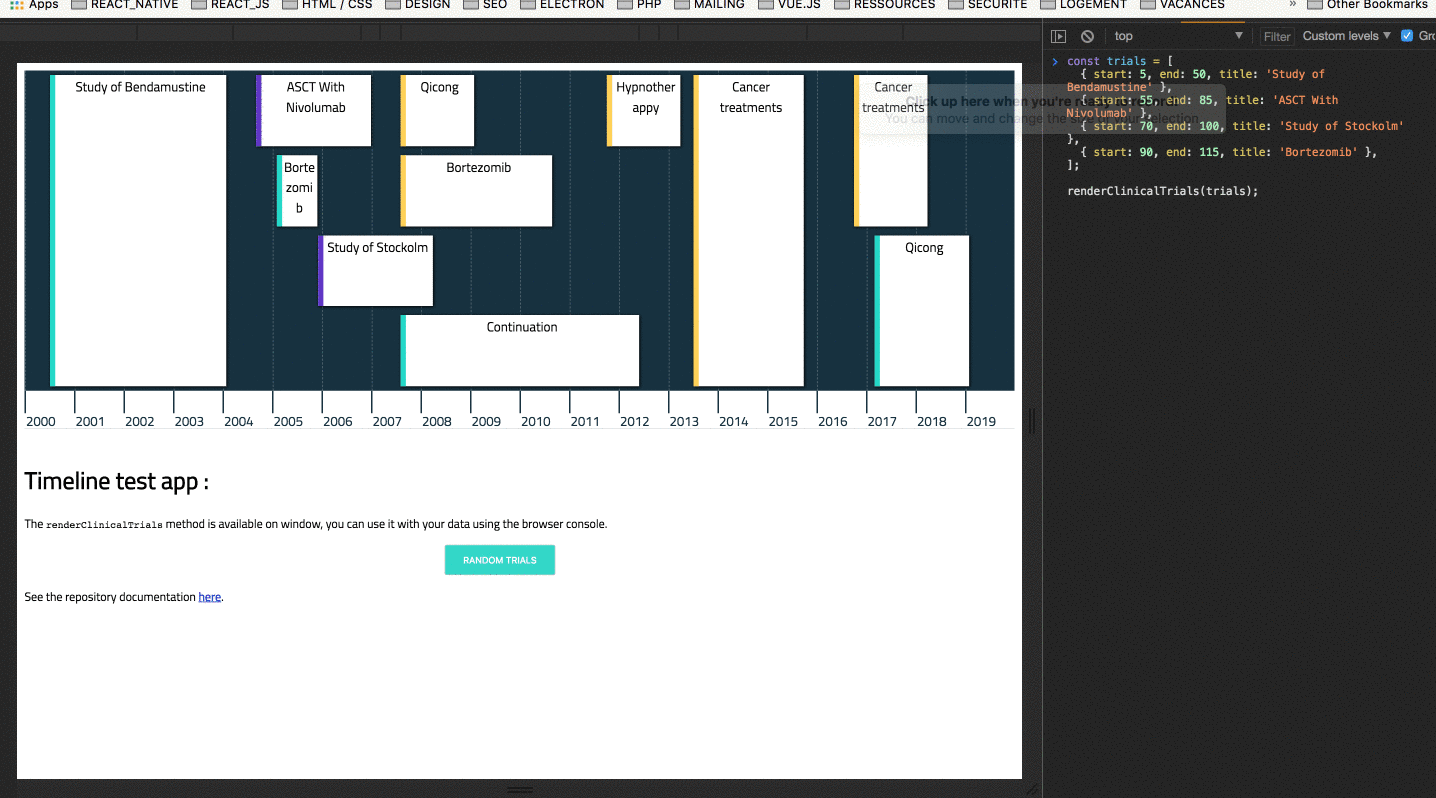 Apps REACT_NATIVE REACT_JS HTML / CSS DESIGN SEO ELECTRON PHP MAILING VUE.JS RESSOURCES SECURITE LOGEMENT VACANCES » Other Bookmarks
top Filter Custom levels Gro
Study of Bendamustine
ASCT With
Nivolumab
Qicong
Hypnother
appy
Cancer
treatments
Cancer
treatments
Borte
zomi
b
Bortezomib
Study of Stockolm
Qicong
Continuation
2000 2001 2002 2003 2004 2005 2006 2007 2008 2009 2010 2011 2012 2013 2014 2015 2016 2017 2018 2019
Timeline test app :
The renderClinicalTrials method is available on window, you can use it with your data using the browser console.
RANDOM TRIALS
See the repository documentation here.
Click up here when you're
You can move and change the
> const trials = [
{ start: 5, end: 50, title: 'Study of
Bendamustine' },
{ start: 55, end: 85, title: 'ASCT With
Nivolumab' },
{ start: 70, end: 100, title: 'Study of Stockolm'
},
{ start: 90, end: 115, title: 'Bortezomib' },
];
renderClinicalTrials(trials);